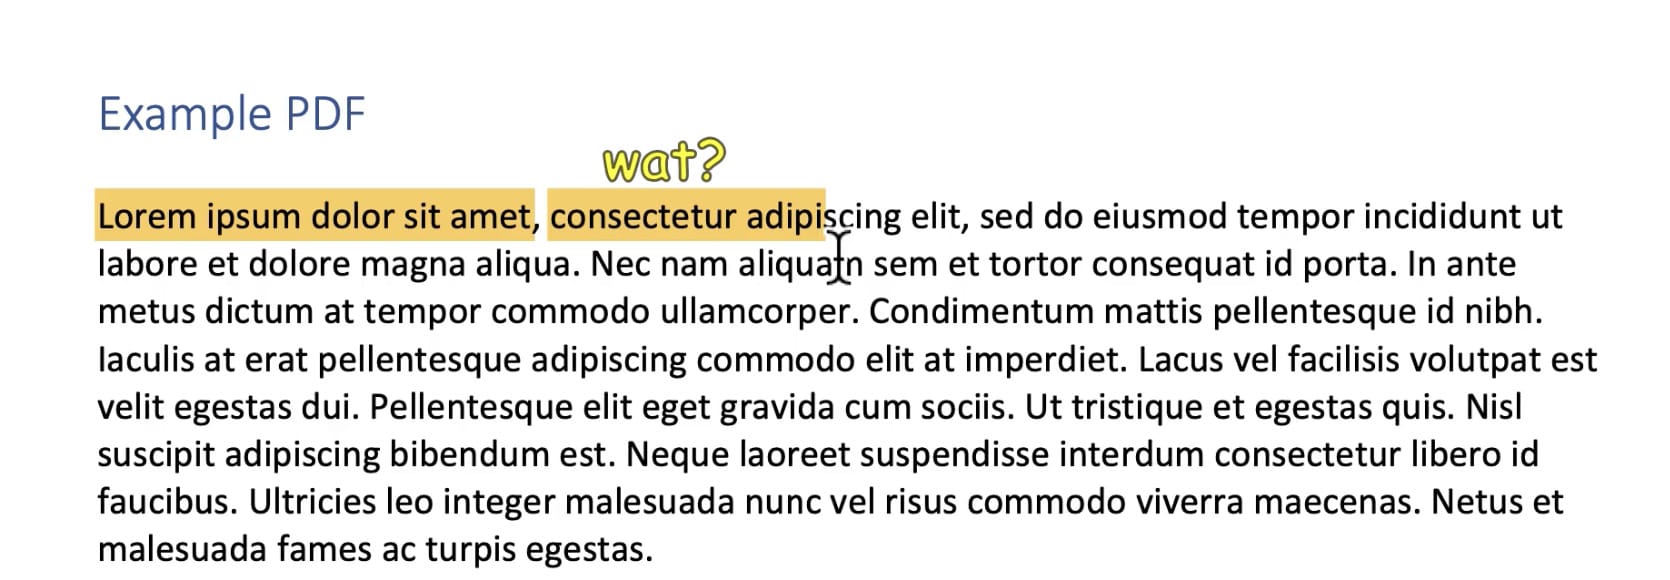 Example PDF
wat?
Lorem ipsum dolor sit amet, consectetur adipiscing elit, sed do eiusmod tempor incididunt ut
labore et dolore magna aliqua. Nec nam aliquam sem et tortor consequat id porta. In ante
metus dictum at tempor commodo ullamcorper. Condimentum mattis pellentesque id nibh.
Iaculis at erat pellentesque adipiscing commodo elit at imperdiet. Lacus vel facilisis volutpat est
velit egestas dui. Pellentesque elit eget gravida cum sociis. Ut tristique et egestas quis. Nisl
suscipit adipiscing bibendum est. Neque laoreet suspendisse interdum consectetur libero id
faucibus. Ultricies leo integer malesuada nunc vel risus commodo viverra maecenas. Netus et
malesuada fames ac turpis egestas.